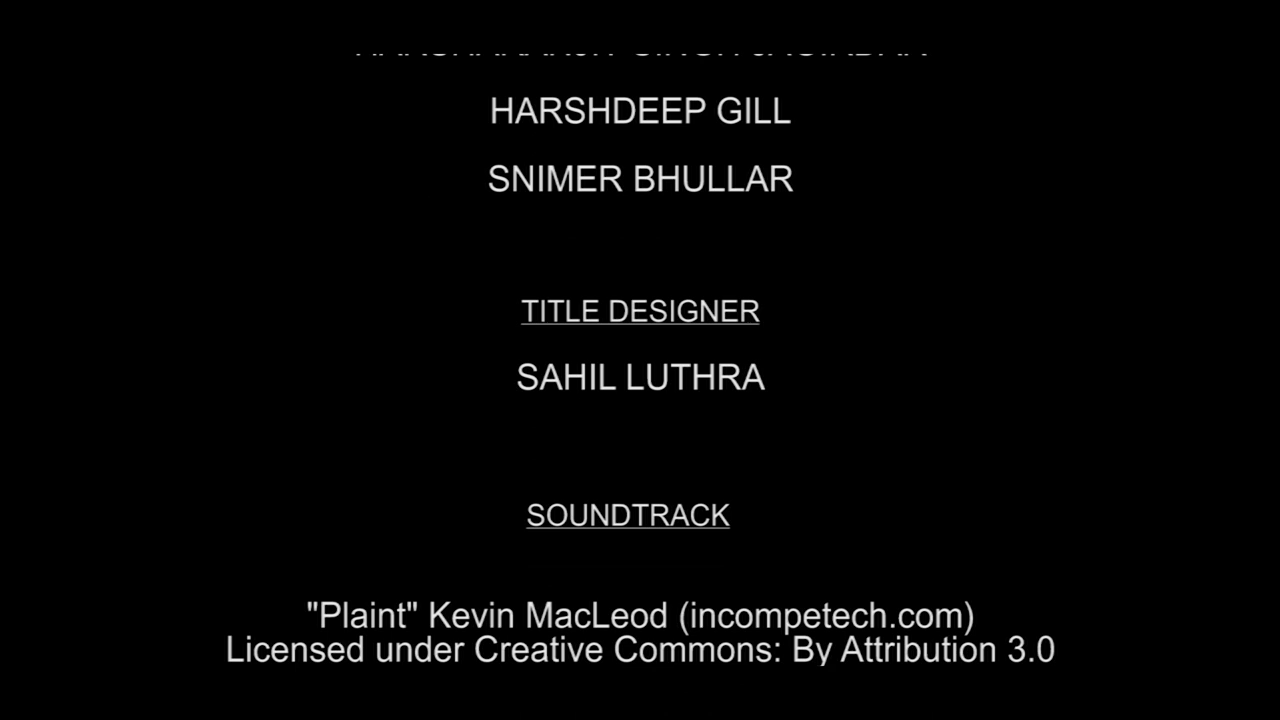 HARSHDEEP GILL
SNIMER BHULLAR
TITLE DESIGNER
SAHIL LUTHRA
SOUNDTRACK
"Plaint" Kevin MacLeod (incompetech.com)
Licensed under Creative Commons: By Attribution 3.0